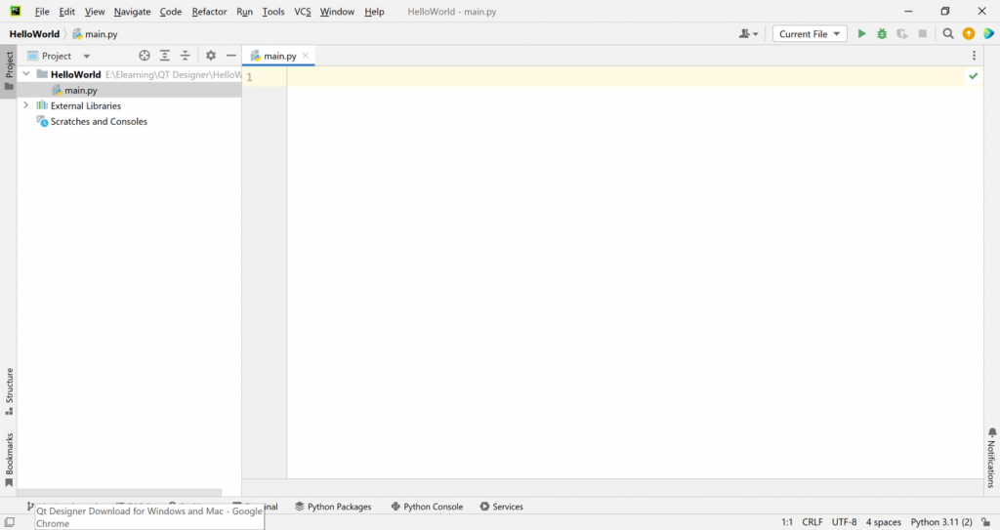 File Edit View Navigate Code Refactor Run Tools VCS Window Help HelloWorld - main.py
HelloWorld main.py Current File
Project main.py
Project
HelloWorld E:\Elearning\QT Designer\HelloW
1
main.py
External Libraries
Scratches and Consoles
Structure
Bookmarks
Notifications
Python Packages Python Console Services
Qt Designer Download for Windows and Mac - Google
Chrome
1:1 CRLF UTF-8 4 spaces Python 3.11 (2)